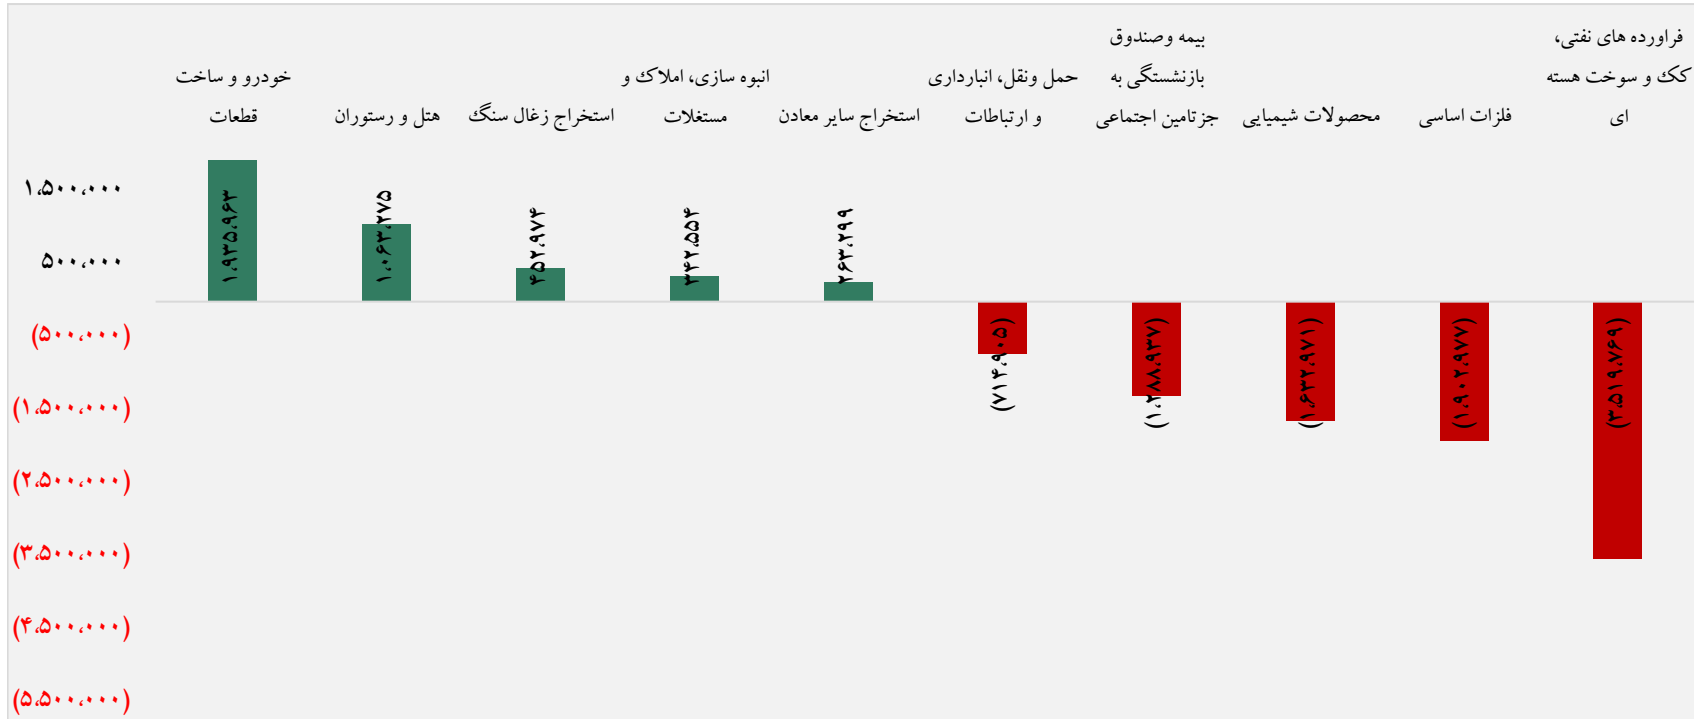 خودرو و ساخت
قطعات
هتل و رستوران
استخراج زغال سنگ
انبوه سازی، املاک و
مستغلات
استخراج سایر معادن
حمل ونقل، انبارداری
و ارتباطات
بیمه وصندوق
بازنشستگی به
جزتامین اجتماعی
محصولات شیمیایی
فلزات اساسی
فراورده های نفتی،
کک و سوخت هسته
ای
۱،۵۰۰،۰۰۰
۵۰۰،۰۰۰
(۵۰۰،۰۰۰)
(۱،۵۰۰،۰۰۰)
(۲،۵۰۰،۰۰۰)
(۳،۵۰۰،۰۰۰)
(۴،۵۰۰،۰۰۰)
(۵،۵۰۰،۰۰۰)
۱،۹۳۵،۹۶۳
۱،۰۶۳،۲۷۵
۴۵۲،۹۷۴
۳۴۲،۵۵۴
۲۶۳،۲۹۹
(۷۱۴،۹۰۵)
(۱،۲۸۸،۹۳۷)
(۱،۶۳۲،۹۷۱)
(۱،۹۰۲،۹۷۷)
(۳،۵۱۹،۷۶۹)